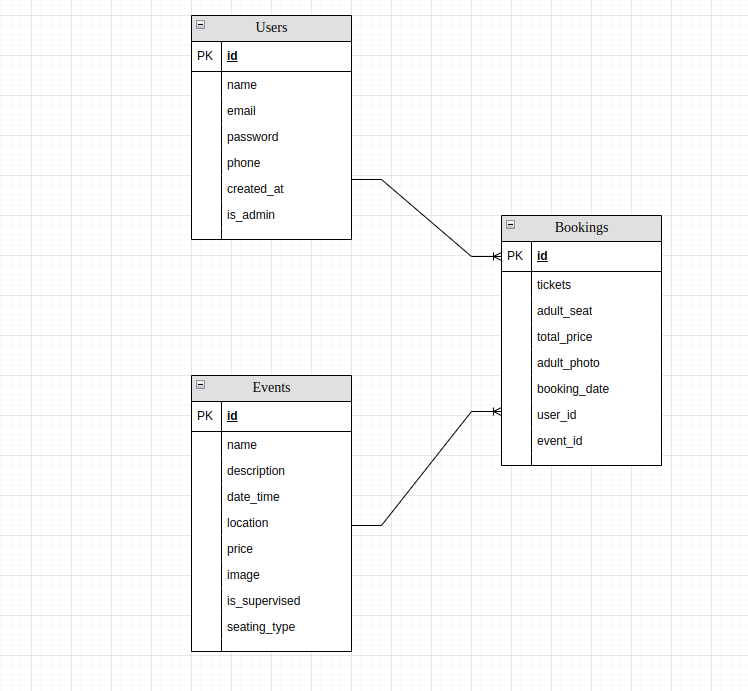 Users
PK id
name
email
password
phone
created_at
is_admin
Bookings
PK id
tickets
adult_seat
total_price
adult_photo
booking_date
user_id
event_id
Events
PK id
name
description
date_time
location
price
image
is_supervised
seating_type